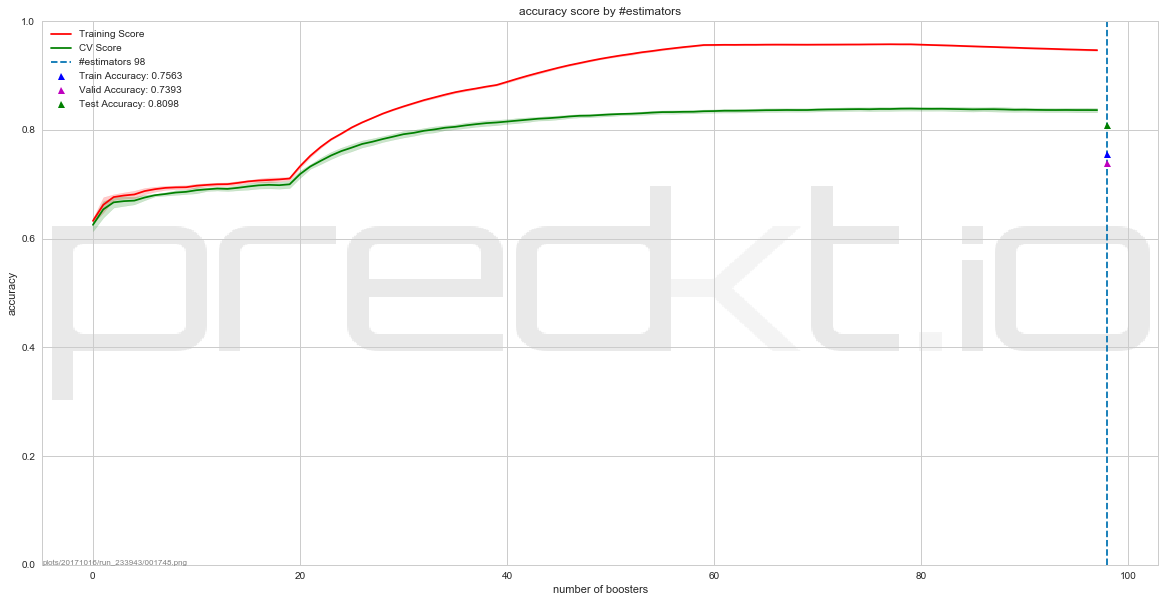 accuracy score by #estimators
1.0
0.8
0.6
0.4
0.2
0.0
accuracy
Training Score
CV Score
#estimators 98
Train Accuracy: 0.7563
Valid Accuracy: 0.7393
Test Accuracy: 0.8098
predkt.io
plots/20171016/run_233943/001748.png
0 20 40 60 80 100
number of boosters